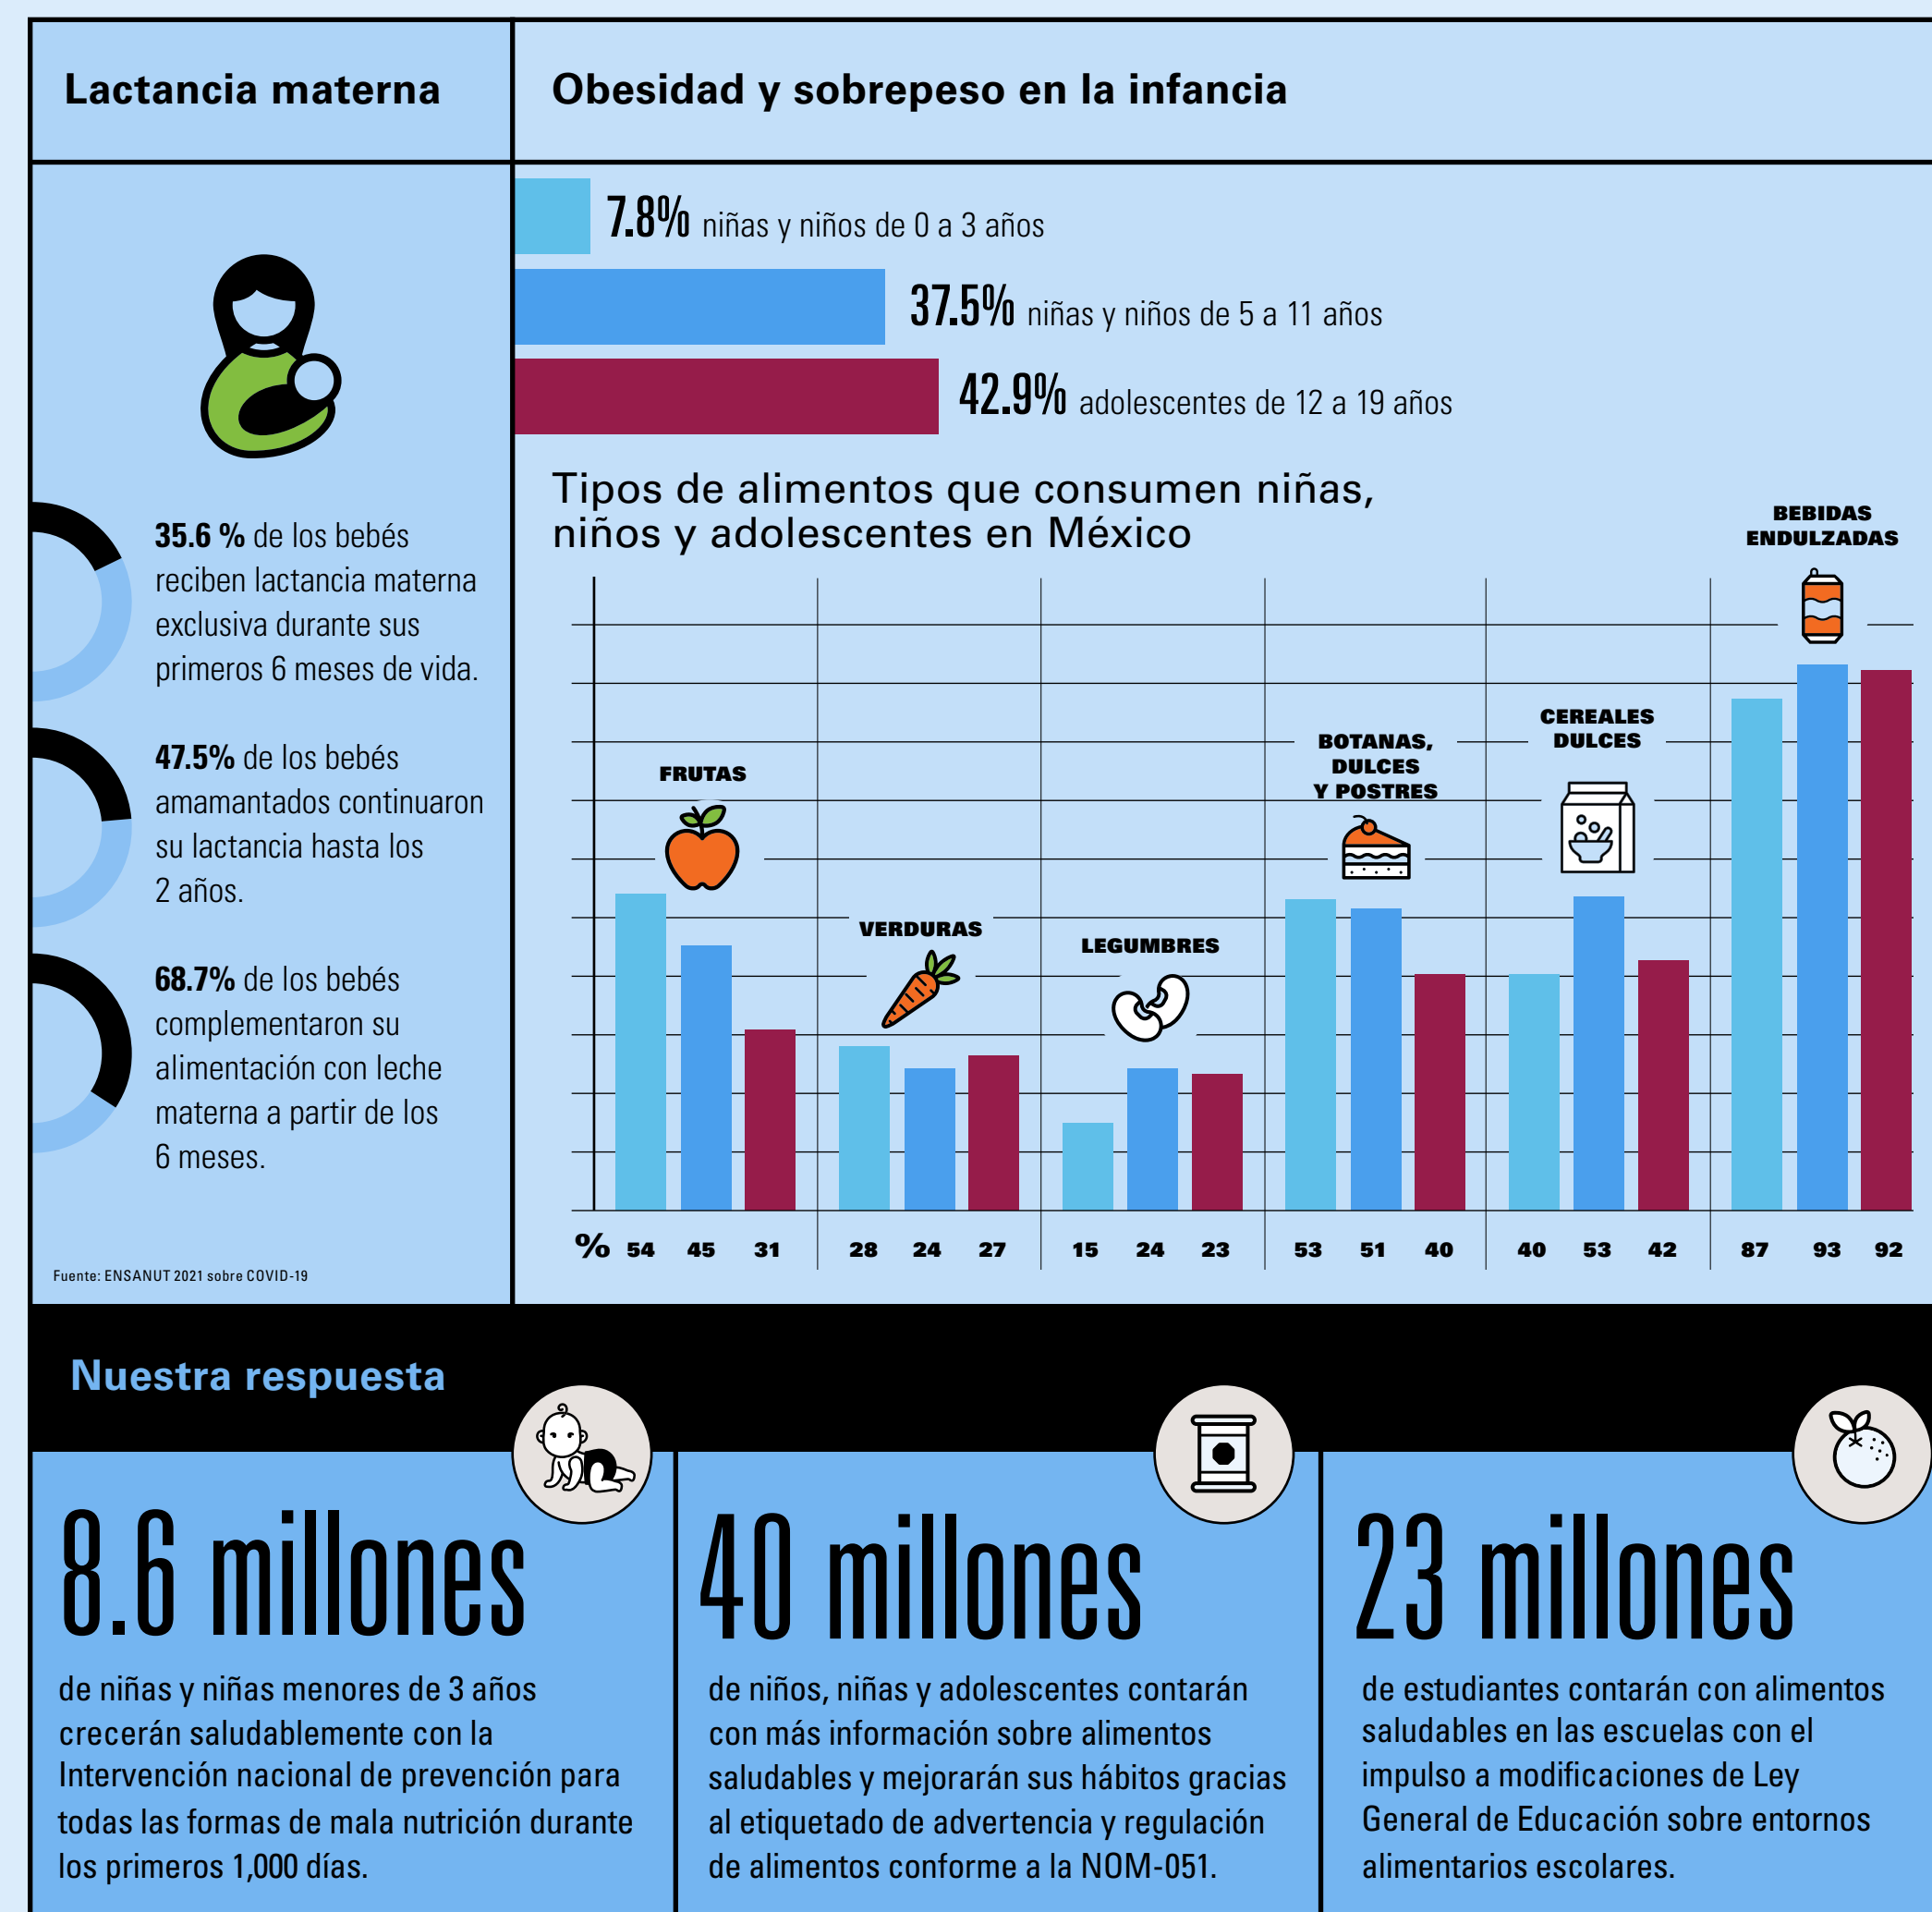 Lactancia materna
35.6 % de los bebés
reciben lactancia materna
exclusiva durante sus
primeros 6 meses de vida.
47.5% de los bebés
amamantados continuaron
su lactancia hasta los
2 años.
68.7% de los bebés
complementaron su
alimentación con leche
materna a partir de los
6 meses.
Fuente: ENSANUT 2021 sobre COVID-19
Obesidad y sobrepeso en la infancia
7.8% niñas y niños de 0 a 3 años
37.5% niñas y niños de 5 a 11 años
42.9% adolescentes de 12 a 19 años
Tipos de alimentos que consumen niñas,
niños y adolescentes en México
FRUTAS
VERDURAS
LEGUMBRES
BOTANAS,
DULCES
Y POSTRES
CEREALES
DULCES
BEBIDAS
ENDULZADAS
% 54 45 31 28 24 27 15 24 23 53 51 40 40 53 42 87 93 92
Nuestra respuesta
8.6 millones
de niñas y niñas menores de 3 años
crecerán saludablemente con la
Intervención nacional de prevención para
todas las formas de mala nutrición durante
los primeros 1,000 días.
40 millones
de niños, niñas y adolescentes contarán
con más información sobre alimentos
saludables y mejorarán sus hábitos gracias
al etiquetado de advertencia y regulación
de alimentos conforme a la NOM-051.
23 millones
de estudiantes contarán con alimentos
saludables en las escuelas con el
impulso a modificaciones de Ley
General de Educación sobre entornos
alimentarios escolares.